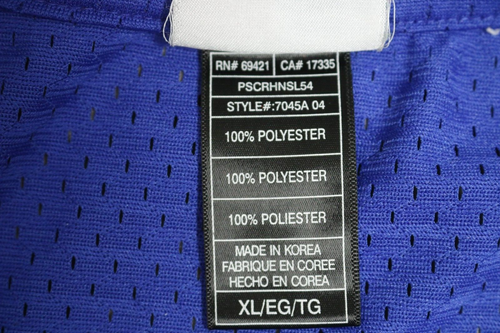 RN# 69421 CA# 17335
PSCRHNSL54
STYLE#:7045A 04
100% POLYESTER
100% POLYESTER
100% POLIESTER
MADE IN KOREA
FABRIQUE EN COREE
HECHO EN COREA
XL/EG/TG